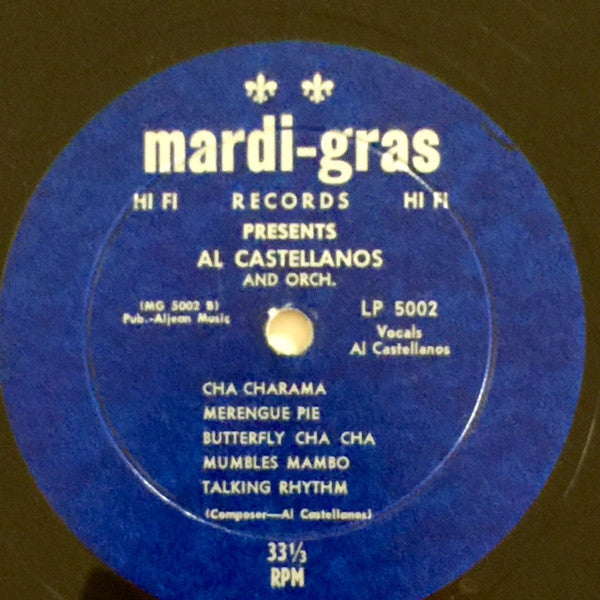 mardi-gras
HI FI RECORDS HI FI
PRESENTS
AL CASTELLANOS
AND ORCH.
(MG 5002 B)
Pub.-Aljean Music
LP 5002
Vocals
Al Castellanos
CHA CHARAMA
MERENGUE PIE
BUTTERFLY CHA CHA
MUMBLES MAMBO
TALKING RHYTHM
(Composer—Al Castellanos)
33⅓
RPM